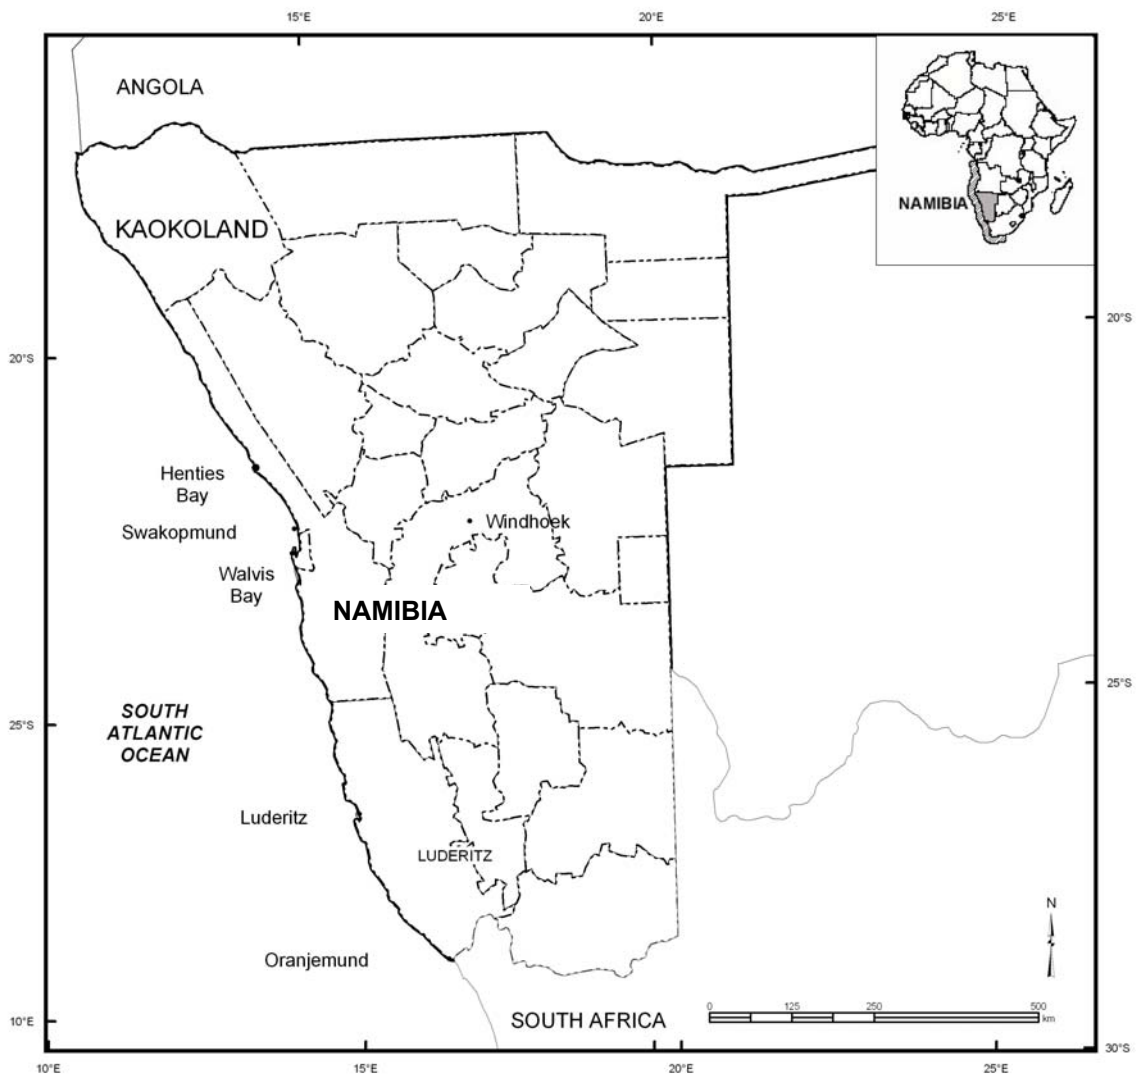 15°E
20°E
25°E
ANGOLA
NAMIBIA
KAOKOLAND
20°S
20°S
Henties
Bay
Swakopmund
Windhoek
Walvis
Bay
NAMIBIA
25°S
SOUTH
ATLANTIC
OCEAN
25°S
Luderitz
LUDERITZ
N
Oranjemund
0
125
250
500
km
SOUTH AFRICA
10°E
30°S
10°E
15°E
20°E
25°E